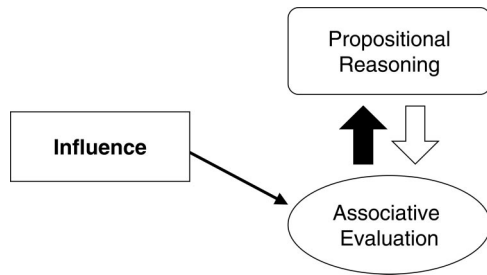 Propositional
Reasoning
Influence
Associative
Evaluation